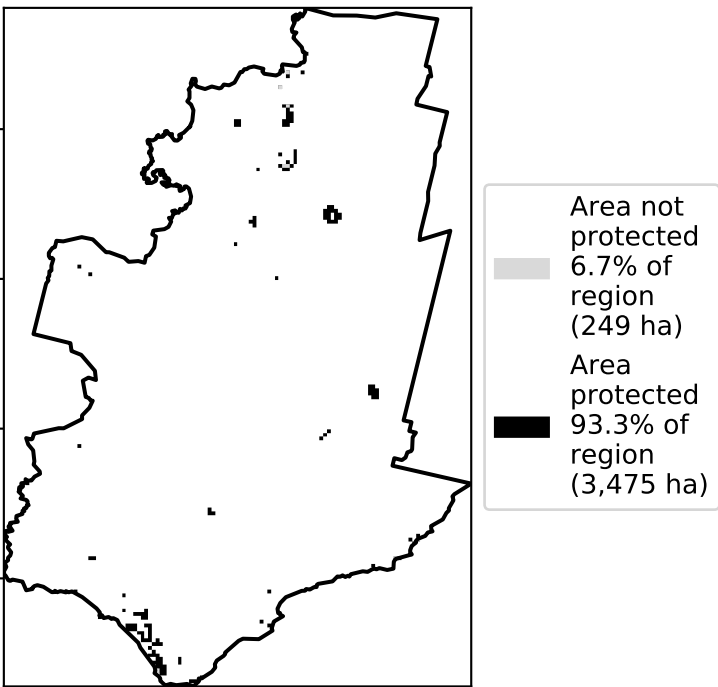 Area not
protected
6.7% of
region
(249 ha)
Area
protected
93.3% of
region
(3,475 ha)